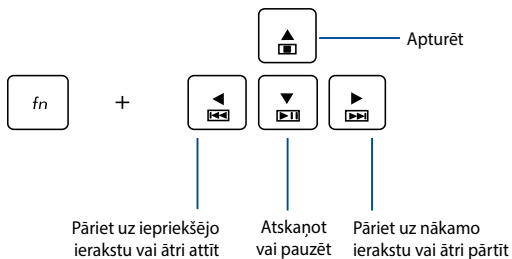 Apturēt
fn +
Pāriet uz iepriekšējo
ierakstu vai ātri attīt
Atskaņot
vai pauzēt
Pāriet uz nākamo
ierakstu vai ātri pārtīt